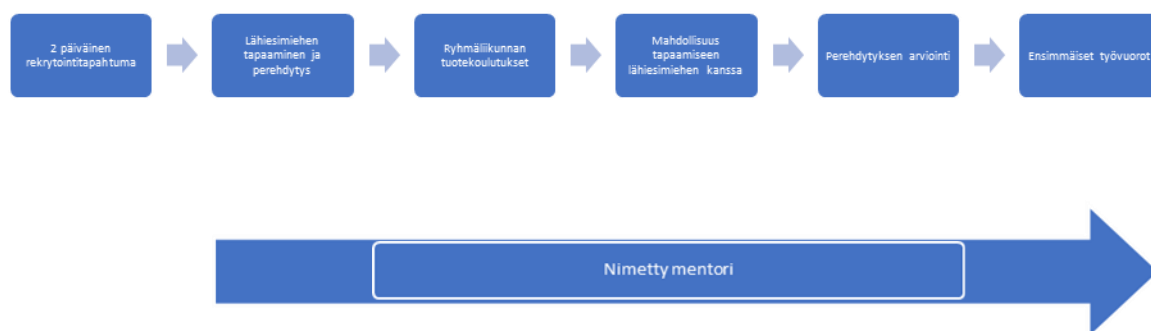 2 päiväinen
rekrytointitapahtuma
Lähiesimiehen
tapaaminen ja
perehdytys
Ryhmäliikunnan
tuotekoulutukset
Mahdollisuus
tapaamiseen
lähiesimiehen kanssa
Perehdytyksen arviointi
Ensimmäiset työvuorot
Nimetty mentori